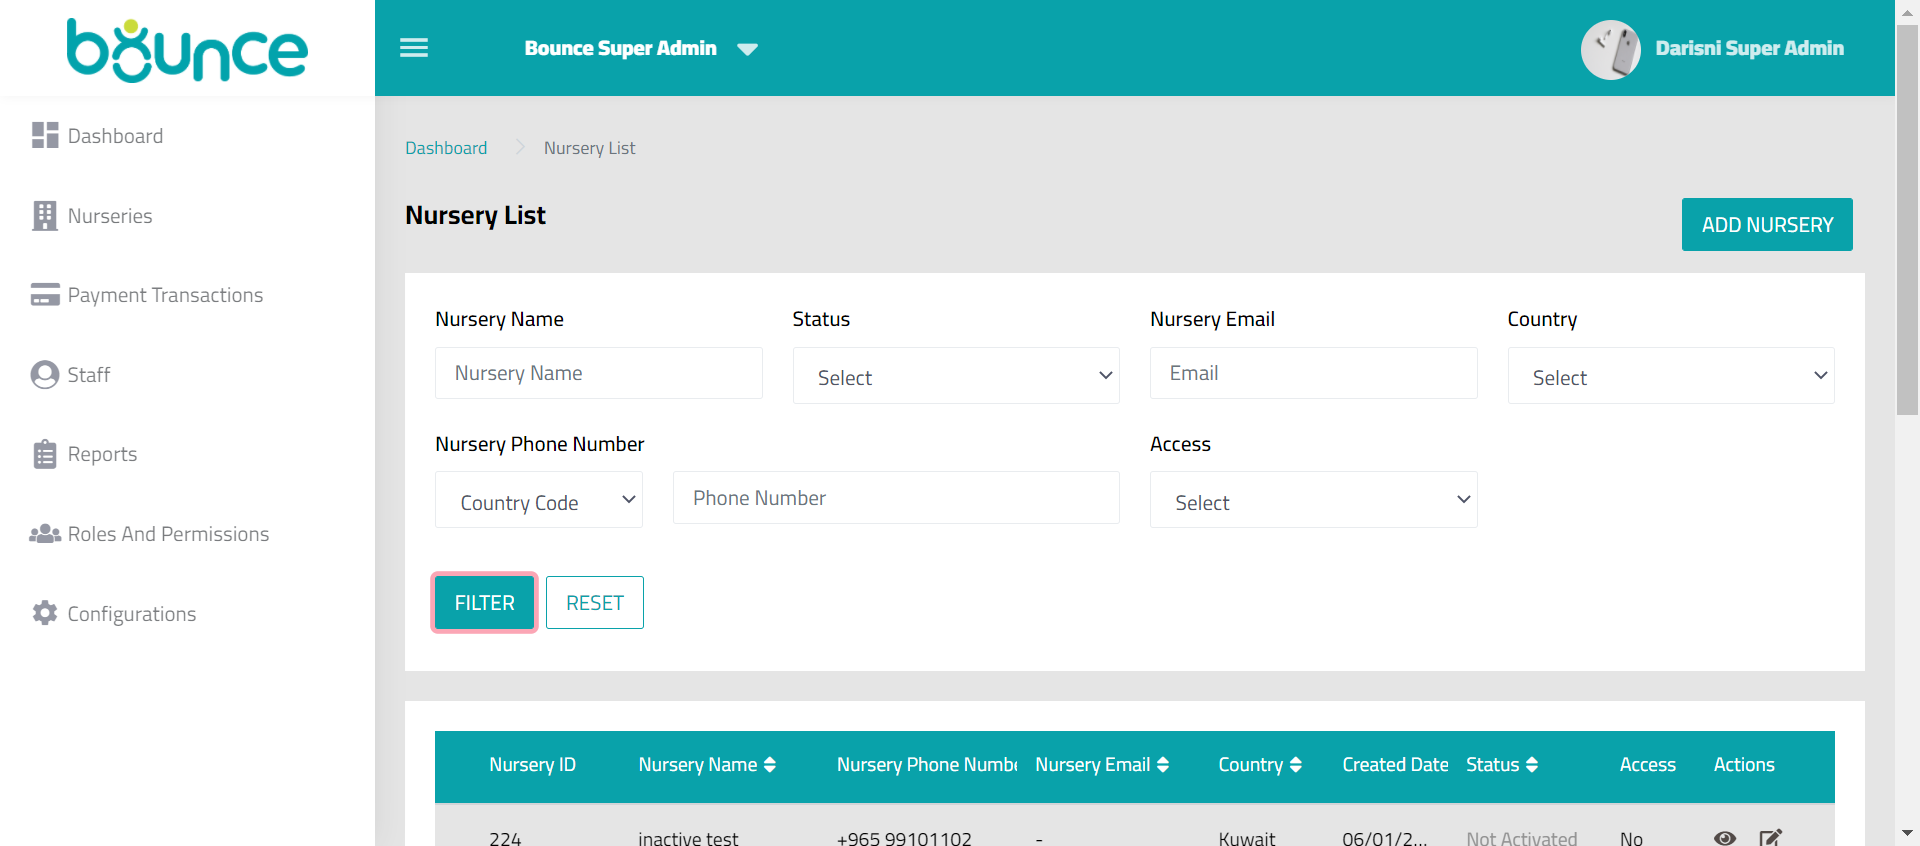 bounce
Bounce Super Admin
Darisni Super Admin
Dashboard
Nurseries
Payment Transactions
Staff
Reports
Roles And Permissions
Configurations
Dashboard
Nursery List
Nursery List
ADD NURSERY
Nursery Name
Status
Nursery Email
Country
Nursery Name
Select
Email
Select
Nursery Phone Number
Access
Country Code
Phone Number
Select
FILTER
RESET
Nursery ID
Nursery Name
Nursery Phone Numbe
Nursery Email
Country
Created Date
Status
Access
Actions
224
inactive test
+965 99101102
-
Kuwait
06/01/2...
Not Activated
No